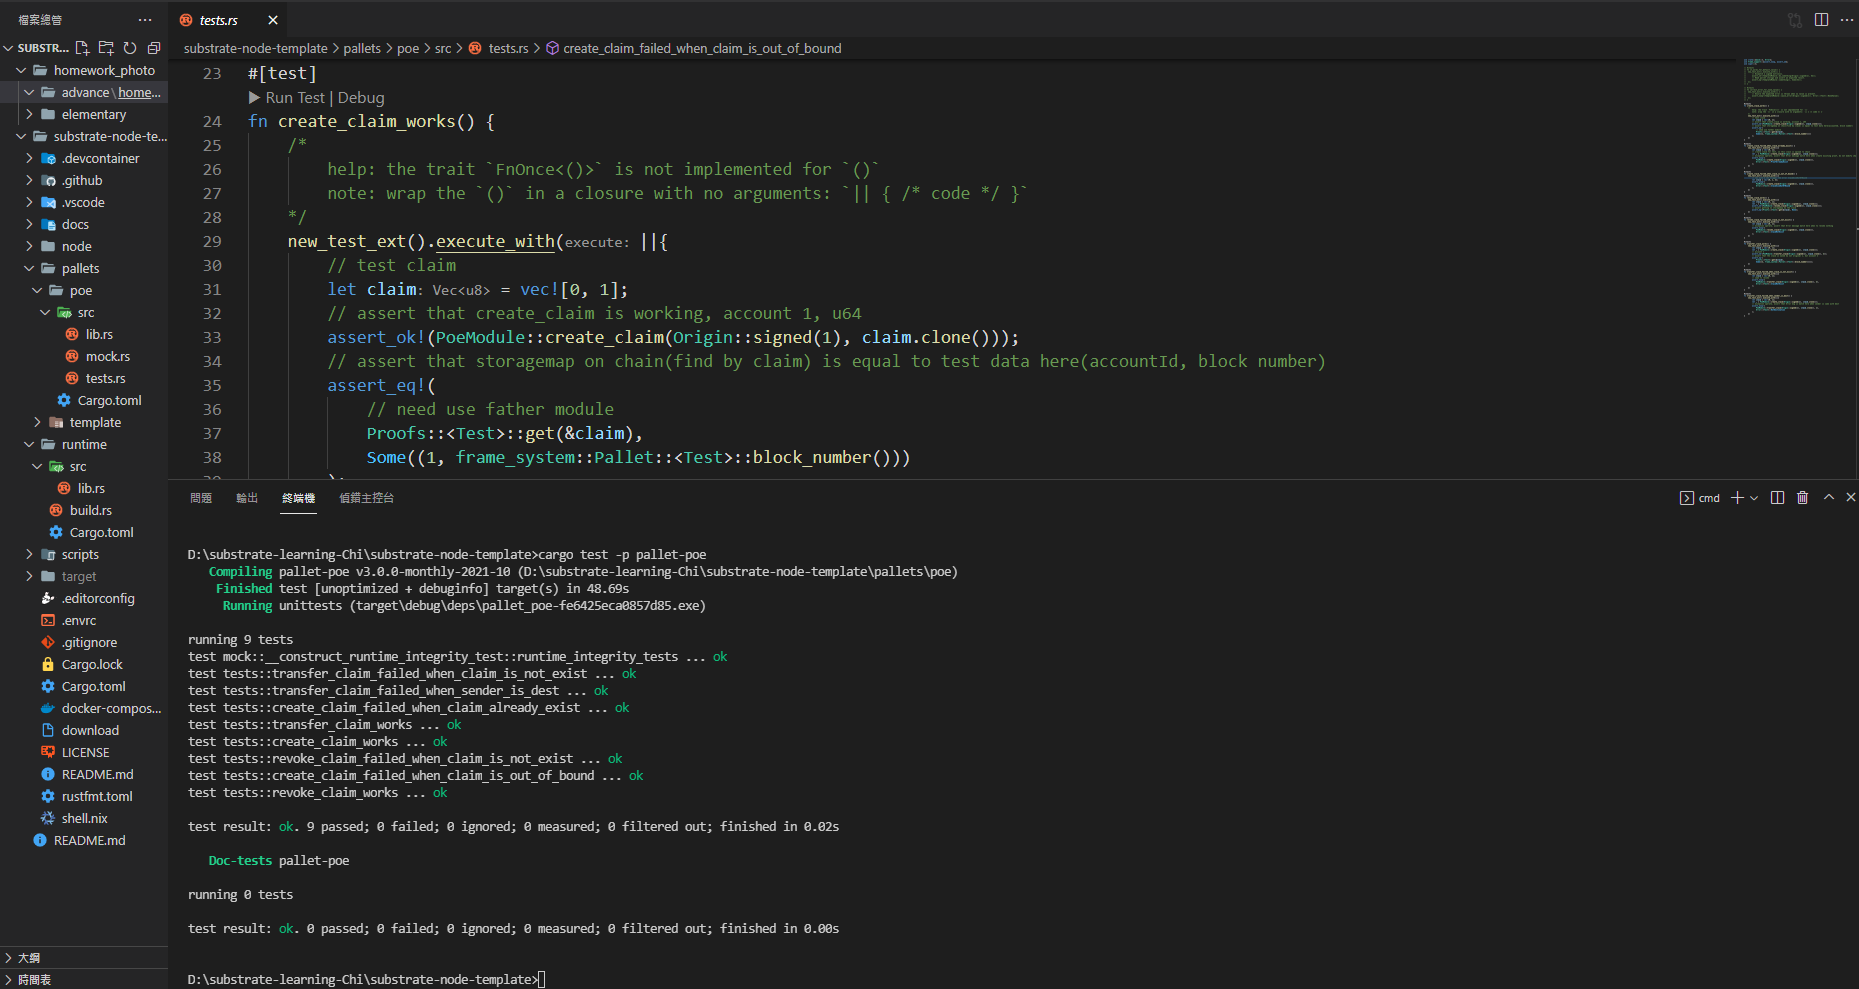 檔案總管
SUBSTR...
homework_photo
advance\home...
elementary
substrate-node-te...
.devcontainer
.github
.vscode
docs
node
pallets
poe
src
lib.rs
mock.rs
tests.rs
Cargo.toml
template
runtime
src
lib.rs
build.rs
Cargo.toml
scripts
target
.editorconfig
.envrc
.gitignore
Cargo.lock
Cargo.toml
docker-compos...
download
LICENSE
README.md
rustfmt.toml
shell.nix
README.md
大綱
時間表
tests.rs
substrate-node-template > pallets > poe > src > tests.rs > create_claim_failed_when_claim_is_out_of_bound
23 #[test]
Run Test | Debug
24 fn create_claim_works() {
25 /*
26 help: the trait `FnOnce<()>` is not implemented for `()`
27 note: wrap the `()` in a closure with no arguments: `|| { /* code */ }`
28 */
29 new_test_ext().execute_with(execute: ||{
30 // test claim
31 let claim: Vec<u8> = vec![0, 1];
32 // assert that create_claim is working, account 1, u64
33 assert_ok!(PoeModule::create_claim(Origin::signed(1), claim.clone()));
34 // assert that storagemap on chain(find by claim) is equal to test data here(accountId, block number)
35 assert_eq!(
36 // need use father module
37 Proofs::<Test>::get(&claim),
38 Some((1, frame_system::Pallet::<Test>::block_number()))
問題 輸出 終端機 偵錯主控台
cmd
D:\substrate-learning-Chi\substrate-node-template>cargo test -p pallet-poe
Compiling pallet-poe v3.0.0-monthly-2021-10 (D:\substrate-learning-Chi\substrate-node-template\pallets\poe)
Finished test [unoptimized + debuginfo] target(s) in 48.69s
Running unittests (target\debug\deps\pallet_poe-fe6425eca0857d85.exe)
running 9 tests
test mock::__construct_runtime_integrity_test::runtime_integrity_tests ... ok
test tests::transfer_claim_failed_when_claim_is_not_exist ... ok
test tests::transfer_claim_failed_when_sender_is_dest ... ok
test tests::create_claim_failed_when_claim_already_exist ... ok
test tests::transfer_claim_works ... ok
test tests::create_claim_works ... ok
test tests::revoke_claim_failed_when_claim_is_not_exist ... ok
test tests::create_claim_failed_when_claim_is_out_of_bound ... ok
test tests::revoke_claim_works ... ok
test result: ok. 9 passed; 0 failed; 0 ignored; 0 measured; 0 filtered out; finished in 0.02s
Doc-tests pallet-poe
running 0 tests
test result: ok. 0 passed; 0 failed; 0 ignored; 0 measured; 0 filtered out; finished in 0.00s
D:\substrate-learning-Chi\substrate-node-template>